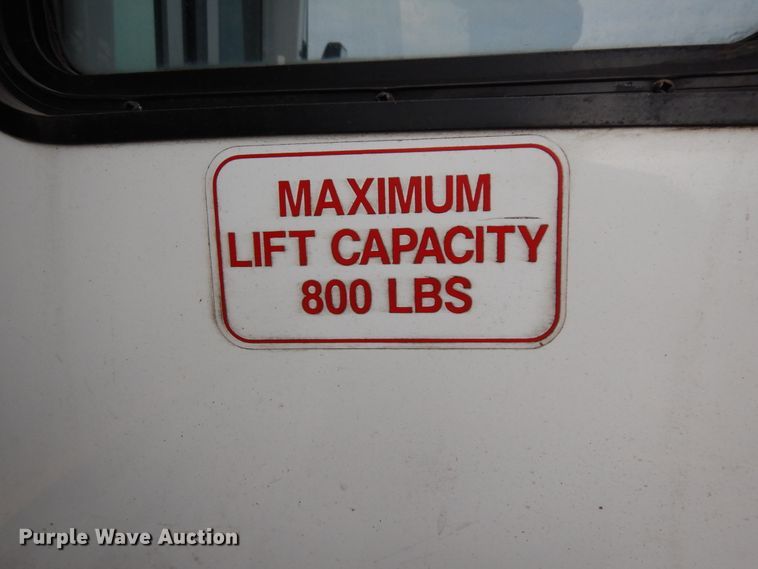 MAXIMUM
LIFT CAPACITY
800 LBS
Purple Wave Auction